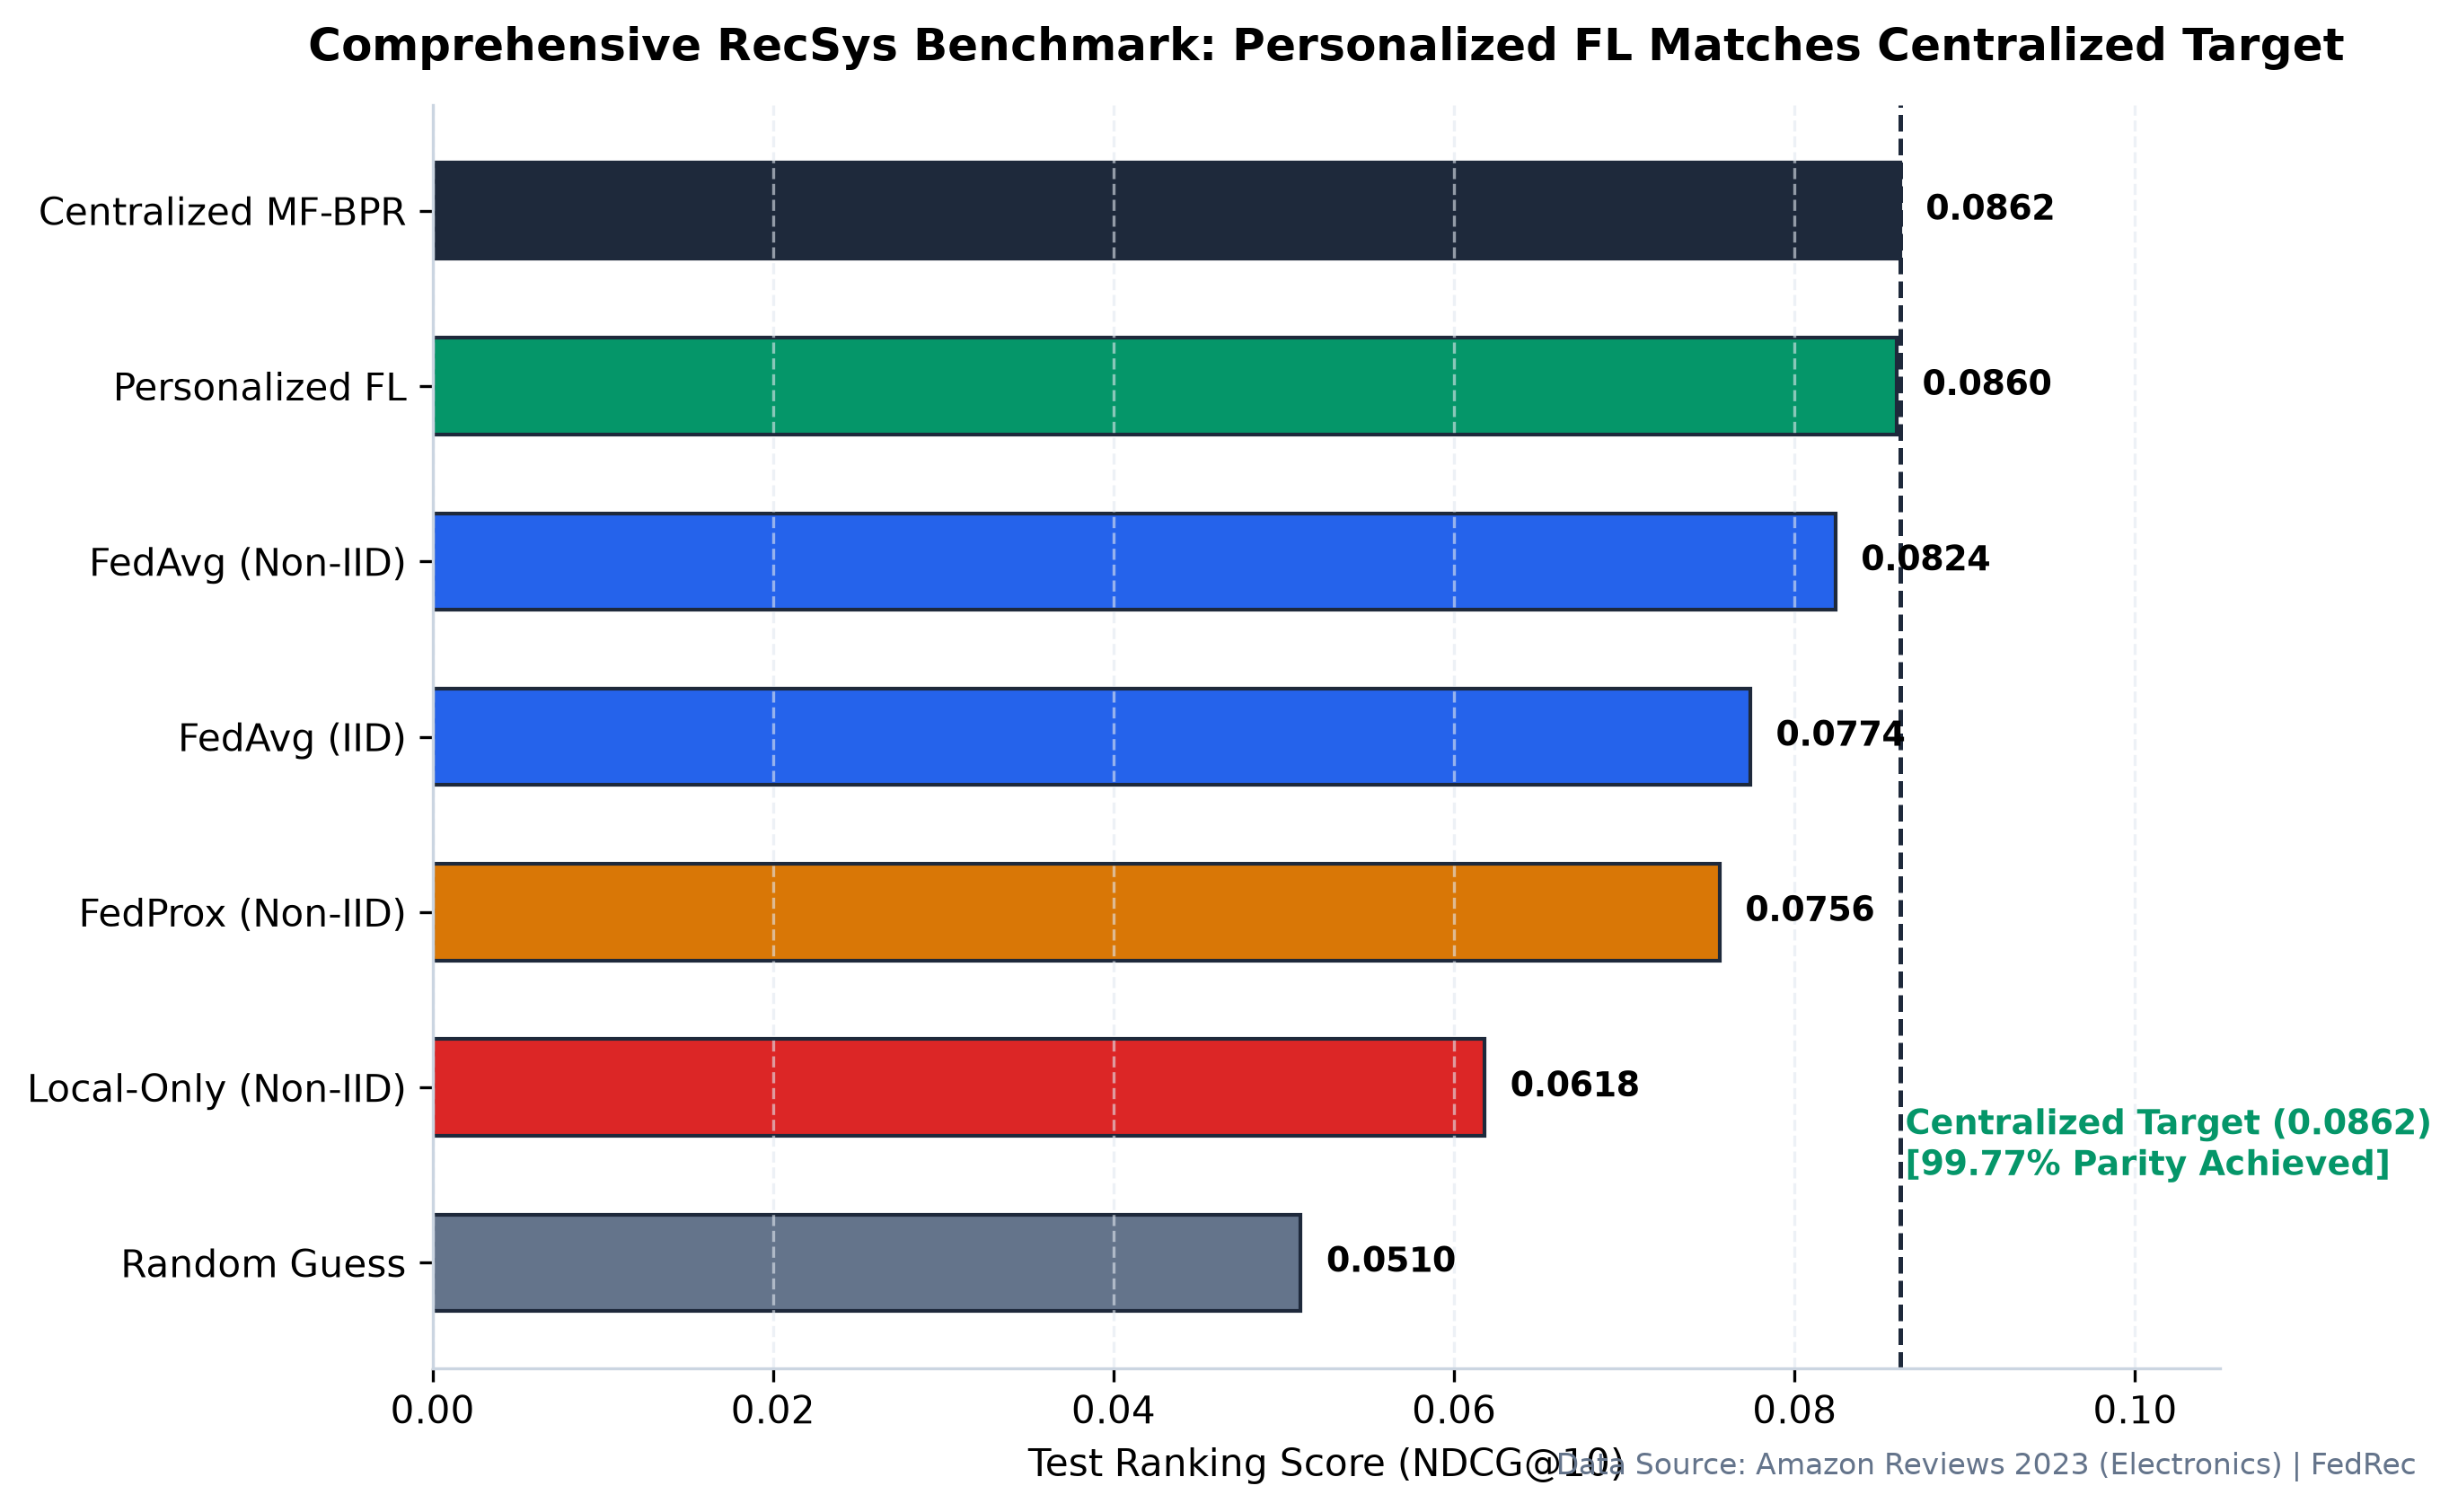 Comprehensive RecSys Benchmark: Personalized FL Matches Centralized Target
Centralized MF-BPR
0.0862
Personalized FL
0.0860
FedAvg (Non-IID)
0.0824
FedAvg (IID)
0.0774
FedProx (Non-IID)
0.0756
Local-Only (Non-IID)
0.0618
Centralized Target (0.0862)
[99.77% Parity Achieved]
Random Guess
0.0510
0.00 0.02 0.04 0.06 0.08 0.10
Test Ranking Score (NDCG@10)
Data Source: Amazon Reviews 2023 (Electronics) | FedRec